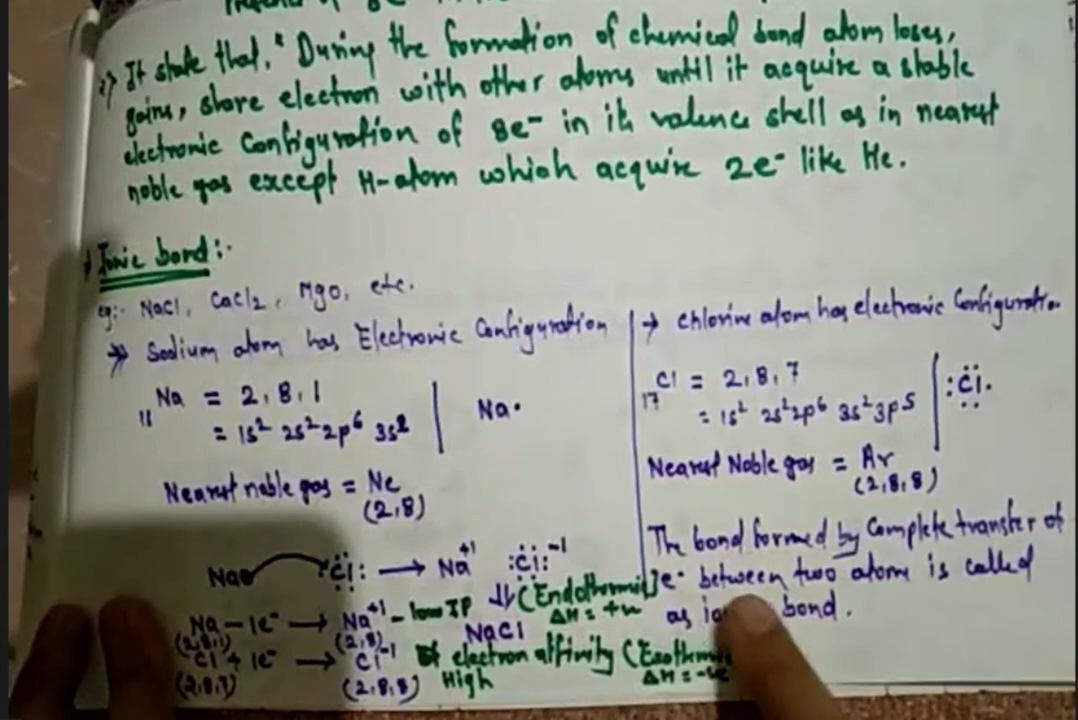 2) It state that, "During the formation of chemical bond atom loses,
gains, share electron with other atoms until it acquire a stable
electronic configuration of 8e⁻ in its valence shell as in nearest
noble gas except H-atom which acquire 2e⁻ like He.
Ionic bond:-
eg:- NaCl, CaCl₂, MgO, etc.
Sodium atom has Electronic Configuration
₁₁Na = 2,8,1
= 1s² 2s² 2p⁶ 3s
Na•
Nearest noble gas = Ne
(2,8)
→ Chlorine atom has electronic Configuration
₁₇Cl = 2,8,7
= 1s² 2s² 2p⁶ 3s² 3p⁵
:Cl.
Nearest Noble gas = Ar
(2,8,8)
The bond formed by Complete transfer of
e⁻ between two atom is called
as bond.
Na :Cl: → Na⁺¹ :Cl:⁻¹
Na – 1e⁻ → Na⁺¹ – low IP (Endothermic)
ΔH = +ve
(2,8,1) (2,8) NaCl
Cl + 1e⁻ → Cl⁻¹ electron affinity (Exothermic
(2,8,7) (2,8,8) High ΔH = -ve